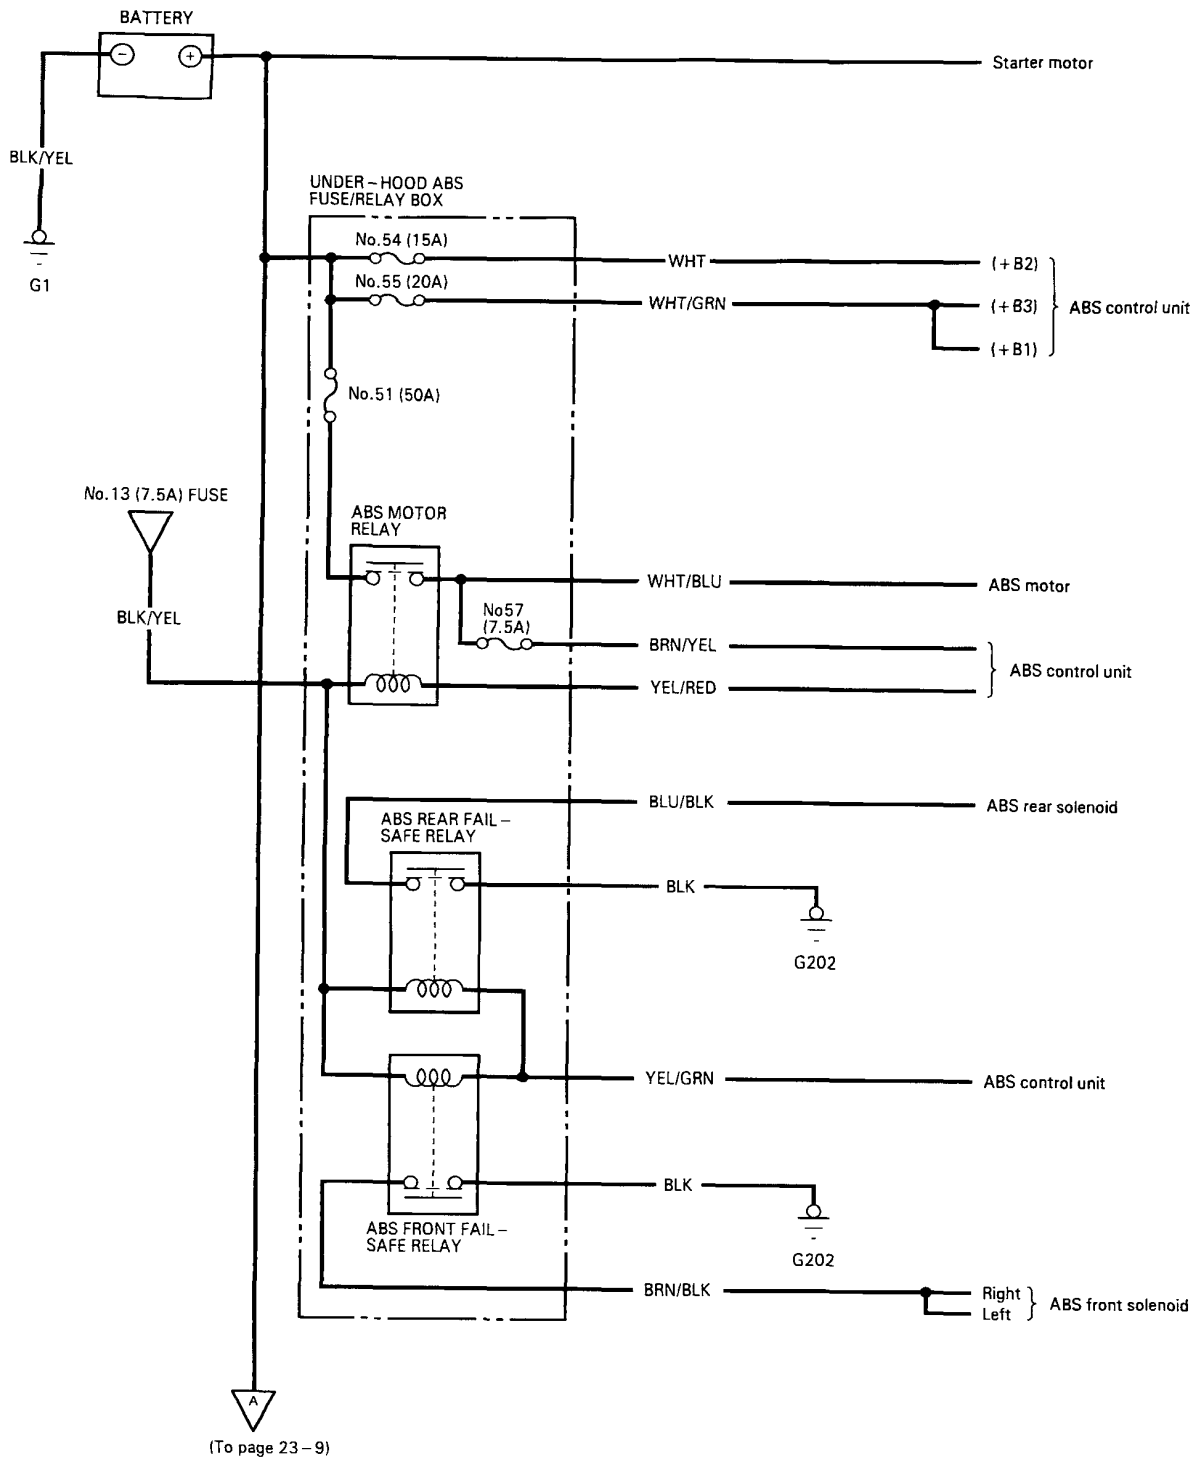 BATTERY
Starter motor
BLK/YEL
G1
UNDER-HOOD ABS
FUSE/RELAY BOX
No.54 (15A)
WHT
(+B2)
No.55 (20A)
WHT/GRN
(+B3)
ABS control unit
(+B1)
No.51 (50A)
No.13 (7.5A) FUSE
ABS MOTOR
RELAY
BLK/YEL
WHT/BLU
ABS motor
No57
(7.5A)
BRN/YEL
ABS control unit
YEL/RED
BLU/BLK
ABS rear solenoid
ABS REAR FAIL-
SAFE RELAY
BLK
G202
YEL/GRN
ABS control unit
BLK
G202
ABS FRONT FAIL-
SAFE RELAY
BRN/BLK
Right
Left
ABS front solenoid
A
(To page 23-9)